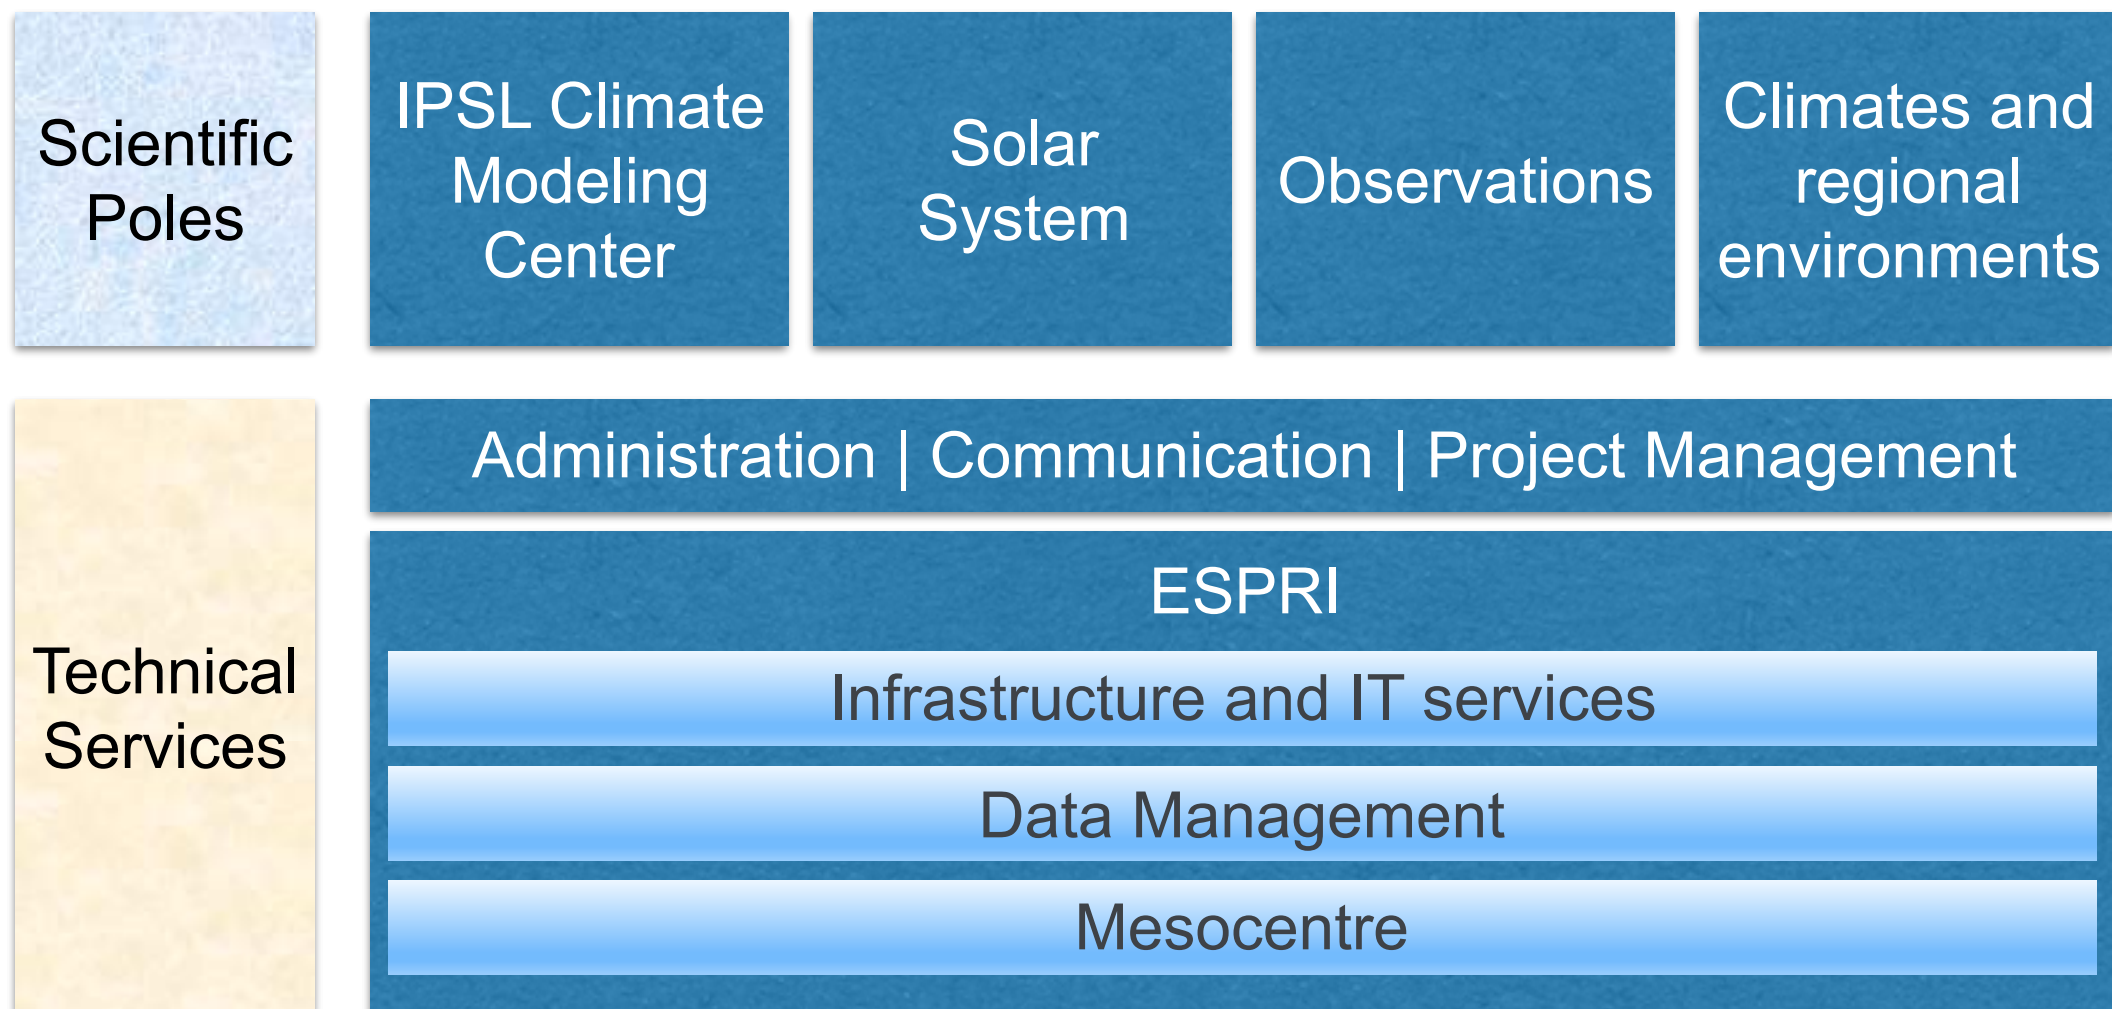 Scientific
Poles
IPSL Climate
Modeling
Center
Solar
System
Observations
Climates and
regional
environments
Technical
Services
Administration | Communication | Project Management
ESPRI
Infrastructure and IT services
Data Management
Mesocentre